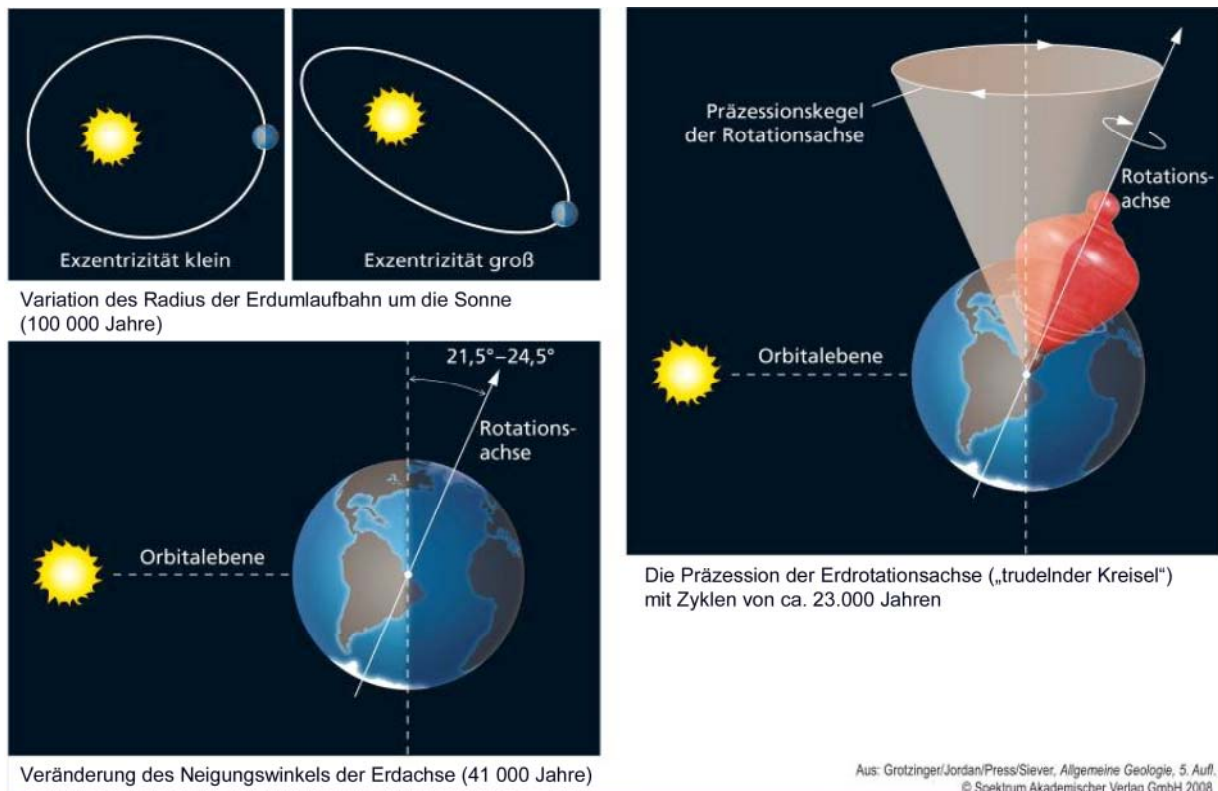 Exzentrizität klein
Exzentrizität groß
Variation des Radius der Erdumlaufbahn um die Sonne
(100 000 Jahre)
21,5°–24,5°
Rotations-
achse
Orbitalebene
Veränderung des Neigungswinkels der Erdachse (41 000 Jahre)
Präzessionskegel
der Rotationsachse
Rotations-
achse
Orbitalebene
Die Präzession der Erdrotationsachse („trudelnder Kreisel“)
mit Zyklen von ca. 23.000 Jahren
Aus: Grotzinger/Jordan/Press/Siever, Allgemeine Geologie, 5. Aufl.
© Spektrum Akademischer Verlag GmbH 2008